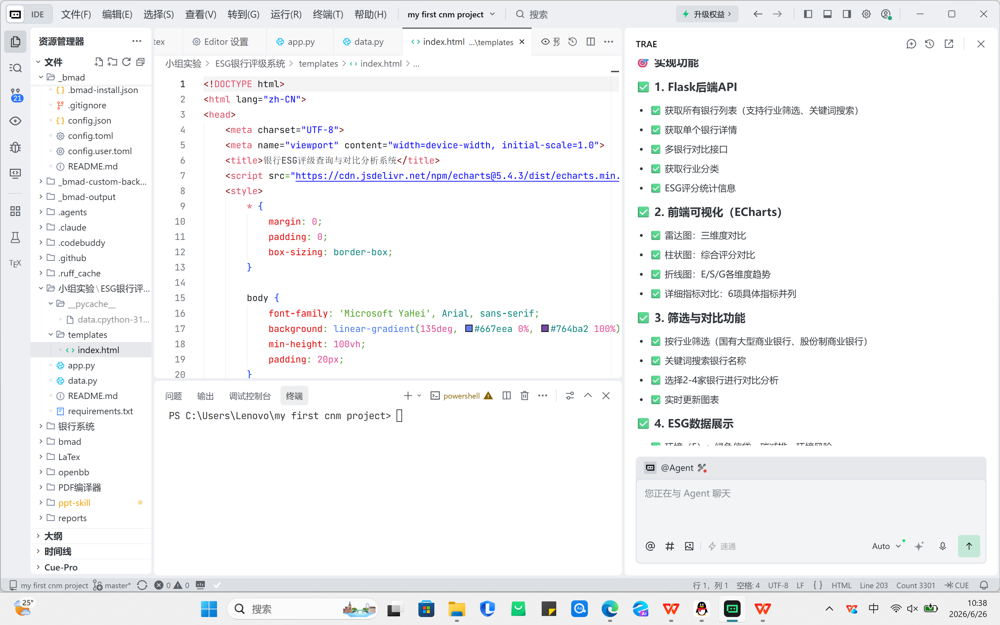 IDE 文件(F) 编辑(E) 选择(S) 查看(V) 转到(G) 运行(R) 终端(T) 帮助(H) my first cnm project 搜索 升级权益
资源管理器
文件
_bmad
.bmad-install.json
.gitignore
config.json
config.toml
config.user.toml
README.md
_bmad-custom-back...
_bmad-output
.agents
.claude
.codebuddy
.github
.ruff_cache
小组实验\ESG银行评...
__pycache__
data.cpython-31...
templates
index.html
app.py
data.py
README.md
requirements.txt
银行系统
bmad
LaTex
openbb
PDF编译器
ppt-skill
reports
大纲
时间线
Cue-Pro
21
TEX
tex Editor 设置 app.py data.py index.html ...\templates 预
小组实验 > ESG银行评级系统 > templates > index.html > ...
1 <!DOCTYPE html>
2 <html lang="zh-CN">
3 <head>
4 <meta charset="UTF-8">
5 <meta name="viewport" content="width=device-width, initial-scale=1.0">
6 <title>银行ESG评级查询与对比分析系统</title>
7 <script src="https://cdn.jsdelivr.net/npm/echarts@5.4.3/dist/echarts.min.
8 <style>
9 * {
10 margin: 0;
11 padding: 0;
12 box-sizing: border-box;
13 }
14
15 body {
16 font-family: 'Microsoft YaHei', Arial, sans-serif;
17 background: linear-gradient(135deg, #667eea 0%, #764ba2 100%)
18 min-height: 100vh;
19 padding: 20px;
20 }
问题 输出 调试控制台 终端 powershell
PS C:\Users\Lenovo\my first cnm project>
TRAE
实现功能
1. Flask后端API
• 获取所有银行列表（支持行业筛选、关键词搜索）
• 获取单个银行详情
• 多银行对比接口
• 获取行业分类
• ESG评分统计信息
2. 前端可视化（ECharts）
• 雷达图：三维度对比
• 柱状图：综合评分对比
• 折线图：E/S/G各维度趋势
• 详细指标对比：6项具体指标并列
3. 筛选与对比功能
• 按行业筛选（国有大型商业银行、股份制商业银行）
• 关键词搜索银行名称
• 选择2-4家银行进行对比分析
• 实时更新图表
4. ESG数据展示
环境（E）：绿色信贷、碳减排、环境风险
@Agent
您正在与 Agent 聊天
速通 Auto
my first cnm project master* 0 0 行 1，列 1 空格: 4 UTF-8 LF { } HTML Line 203 Count 3301 CUE
25° 搜索 Aa AI 中 10:38
2026/6/26